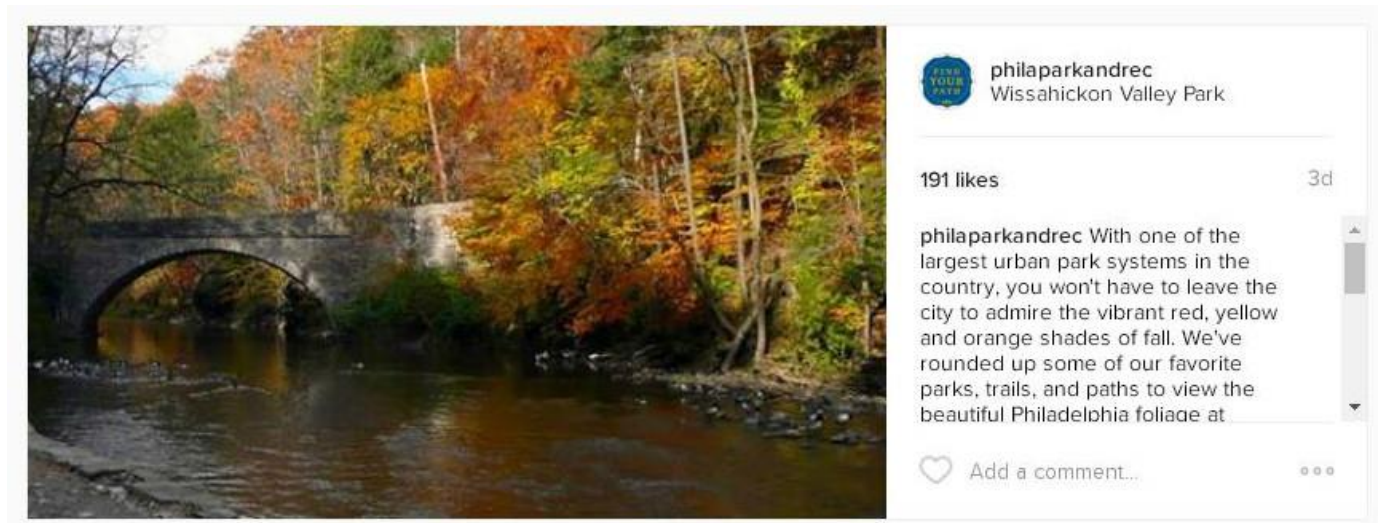 FIND
YOUR
PATH
philaparkandrec
Wissahickon Valley Park
191 likes 3d
philaparkandrec With one of the
largest urban park systems in the
country, you won't have to leave the
city to admire the vibrant red, yellow
and orange shades of fall. We've
rounded up some of our favorite
parks, trails, and paths to view the
beautiful Philadelphia foliage at
Add a comment...